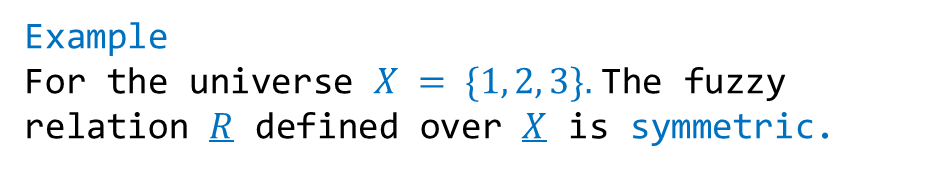 Example
For the universe X = {1,2,3}. The fuzzy
relation R defined over X is symmetric.